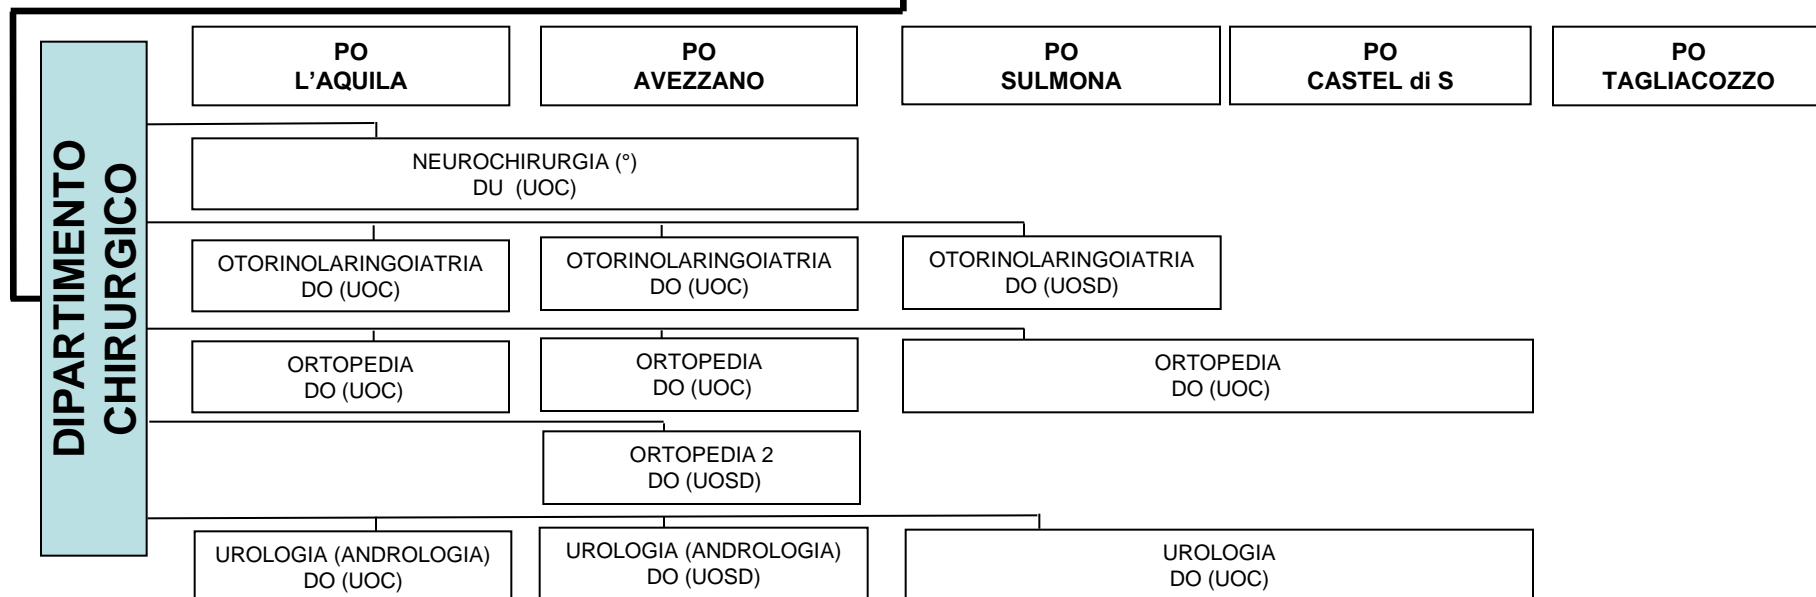 PO
L'AQUILA
PO
AVEZZANO
PO
SULMONA
PO
CASTEL di S
PO
TAGLIACOZZO
DIPARTIMENTO
CHIRURGICO
NEUROCHIRURGIA (°)
DU (UOC)
OTORINOLARINGOIATRIA
DO (UOC)
OTORINOLARINGOIATRIA
DO (UOC)
OTORINOLARINGOIATRIA
DO (UOSD)
ORTOPEDIA
DO (UOC)
ORTOPEDIA
DO (UOC)
ORTOPEDIA
DO (UOC)
ORTOPEDIA 2
DO (UOSD)
UROLOGIA (ANDROLOGIA)
DO (UOC)
UROLOGIA (ANDROLOGIA)
DO (UOSD)
UROLOGIA
DO (UOC)